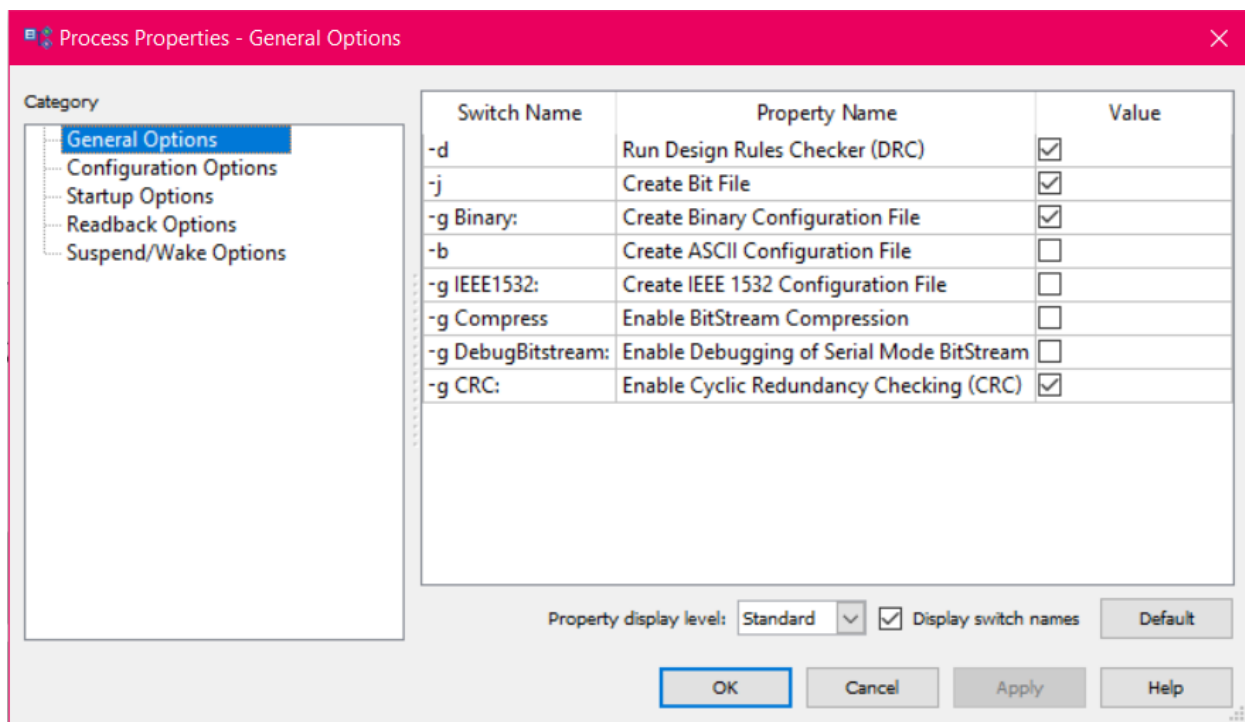 Process Properties - General Options
Category
General Options
Configuration Options
Startup Options
Readback Options
Suspend/Wake Options
Switch Name Property Name Value
-d Run Design Rules Checker (DRC)
-j Create Bit File
-g Binary: Create Binary Configuration File
-b Create ASCII Configuration File
-g IEEE1532: Create IEEE 1532 Configuration File
-g Compress Enable BitStream Compression
-g DebugBitstream: Enable Debugging of Serial Mode BitStream
-g CRC: Enable Cyclic Redundancy Checking (CRC)
Property display level: Standard Display switch names Default
OK Cancel Apply Help